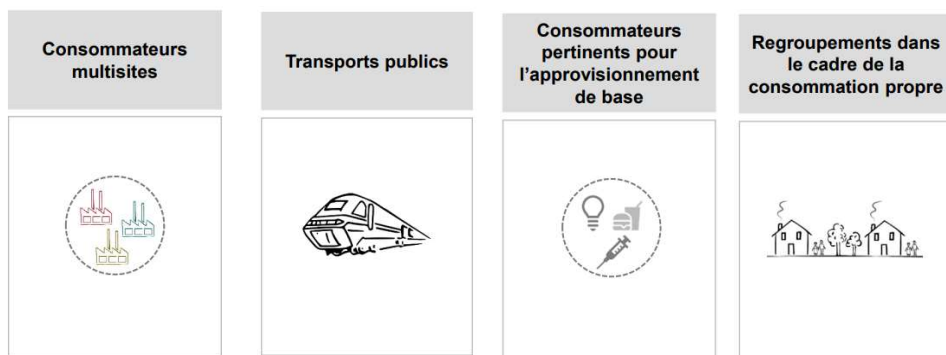 Consommateurs
multisites
Transports publics
Consommateurs
pertinents pour
l'approvisionnement
de base
Regroupements dans
le cadre de la
consommation propre